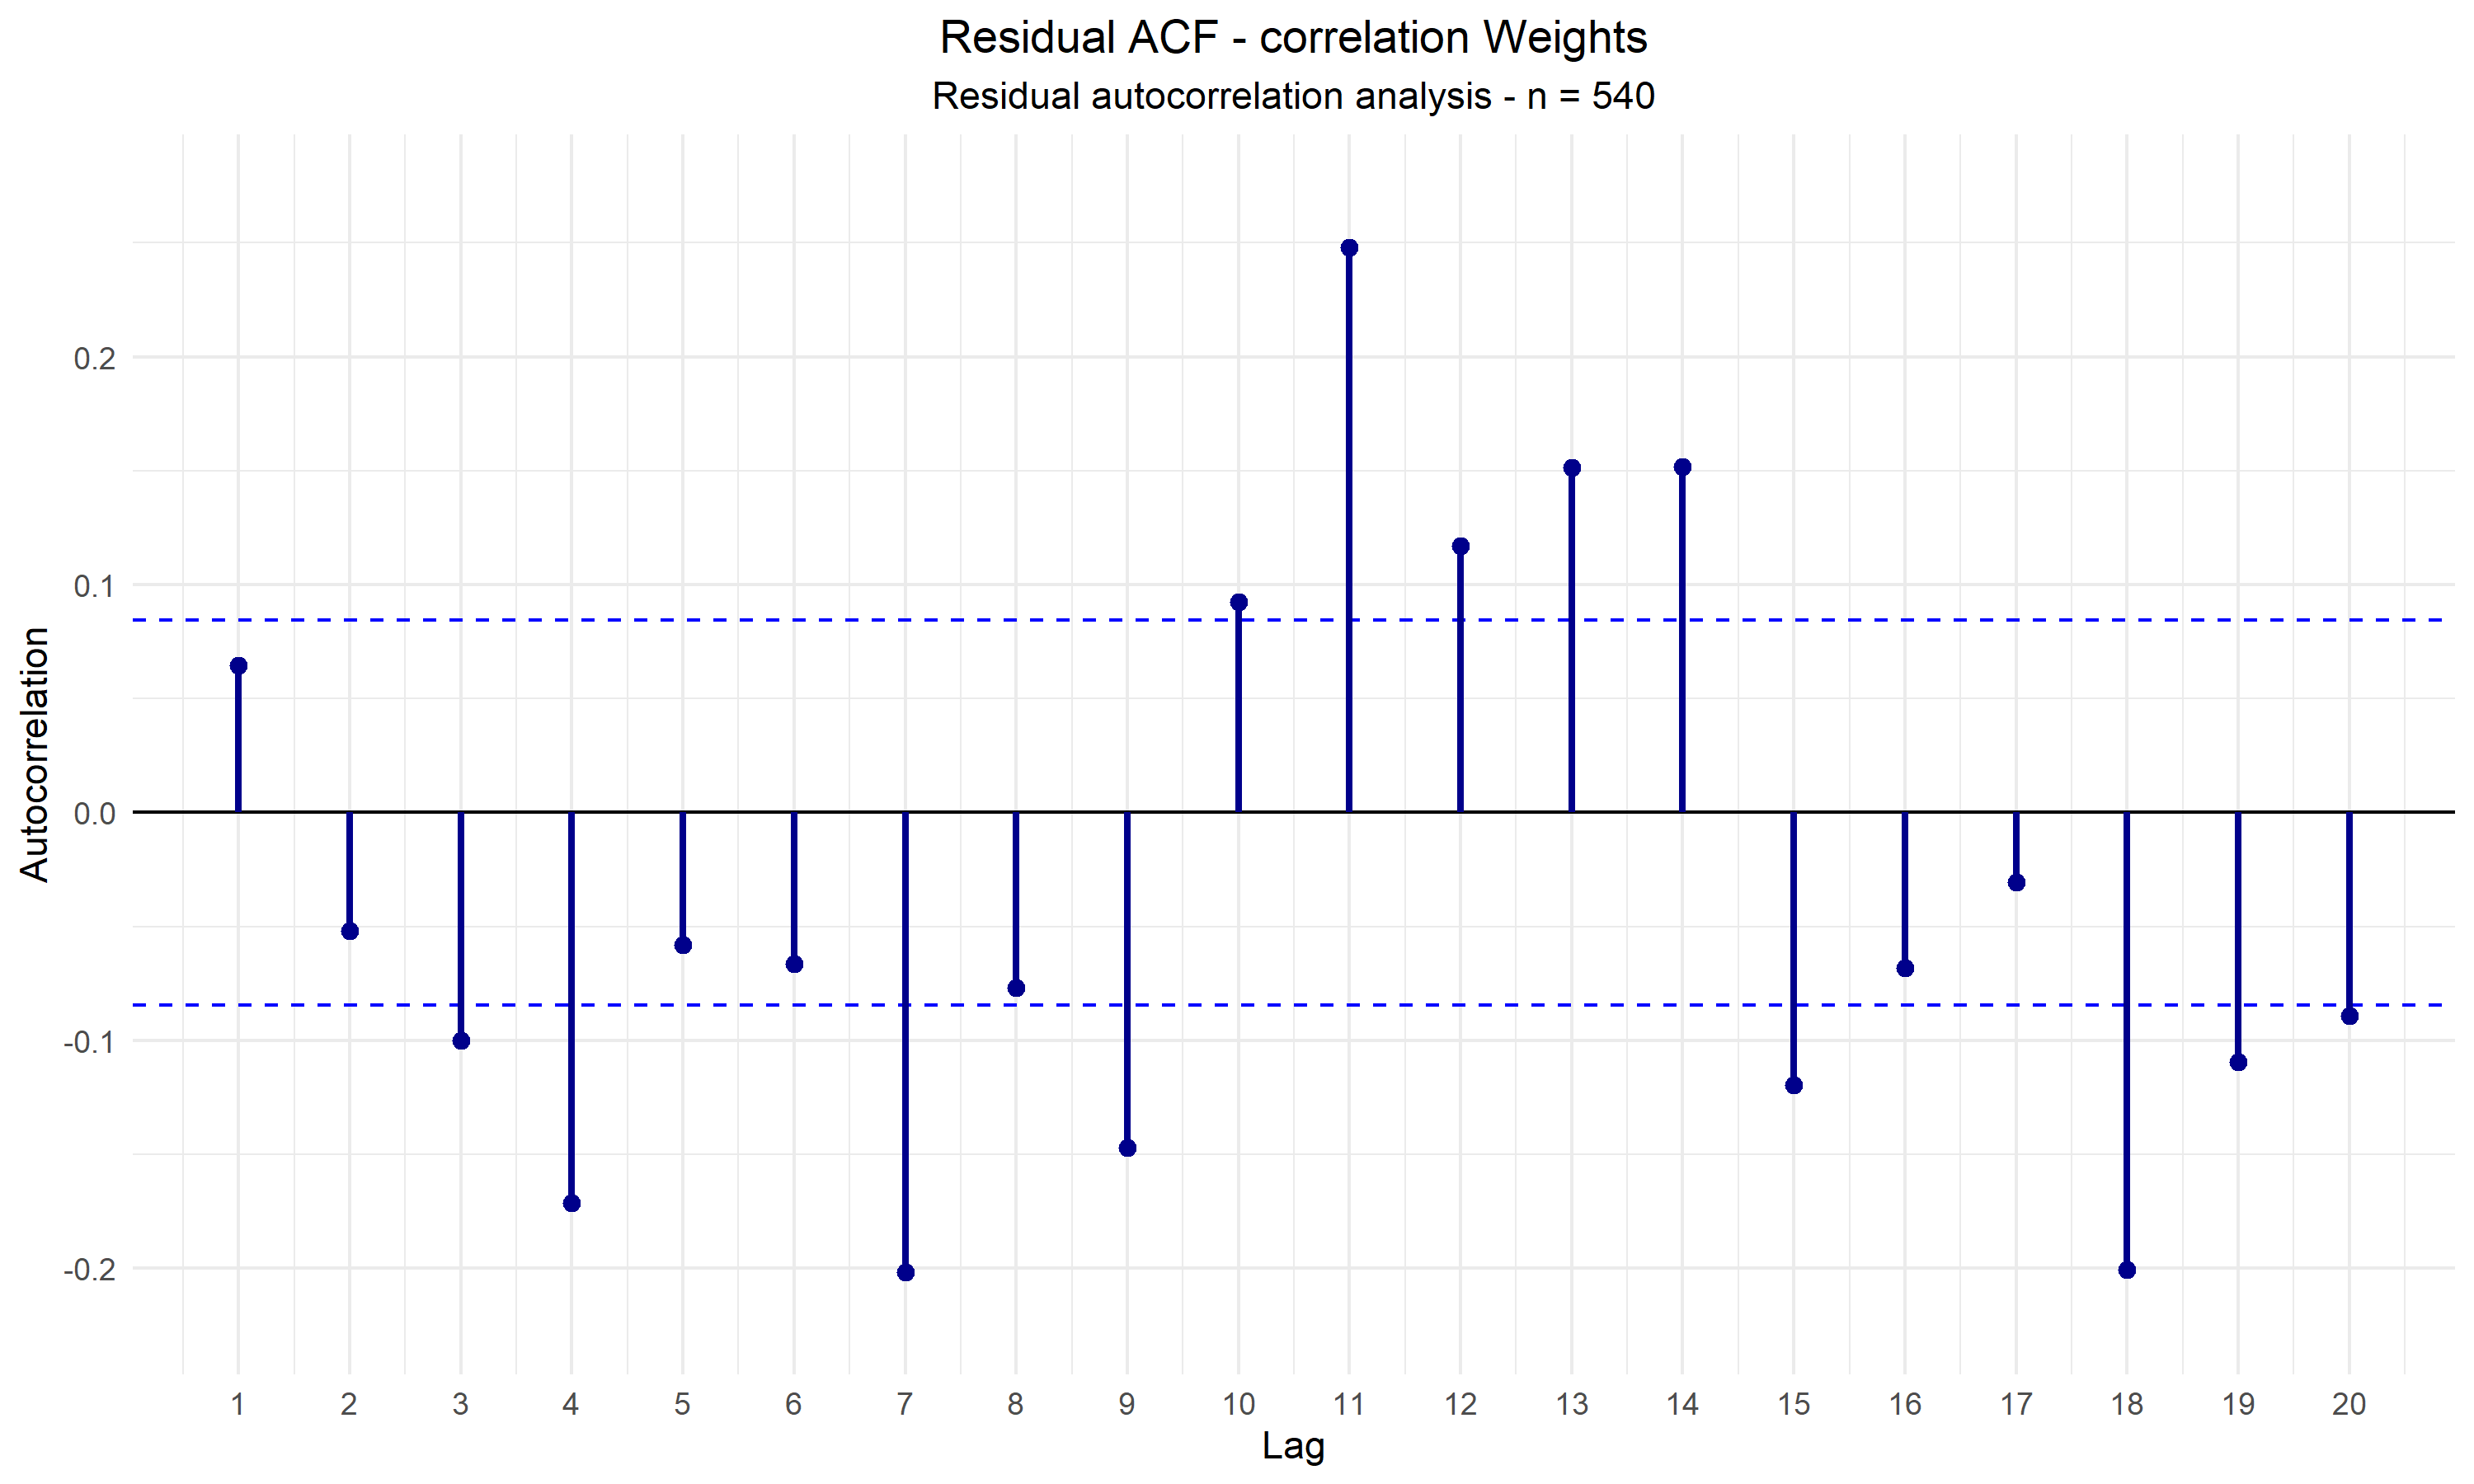 Residual ACF - correlation Weights
Residual autocorrelation analysis - n = 540
Autocorrelation
0.2
0.1
0.0
-0.1
-0.2
1 2 3 4 5 6 7 8 9 10 11 12 13 14 15 16 17 18 19 20
Lag